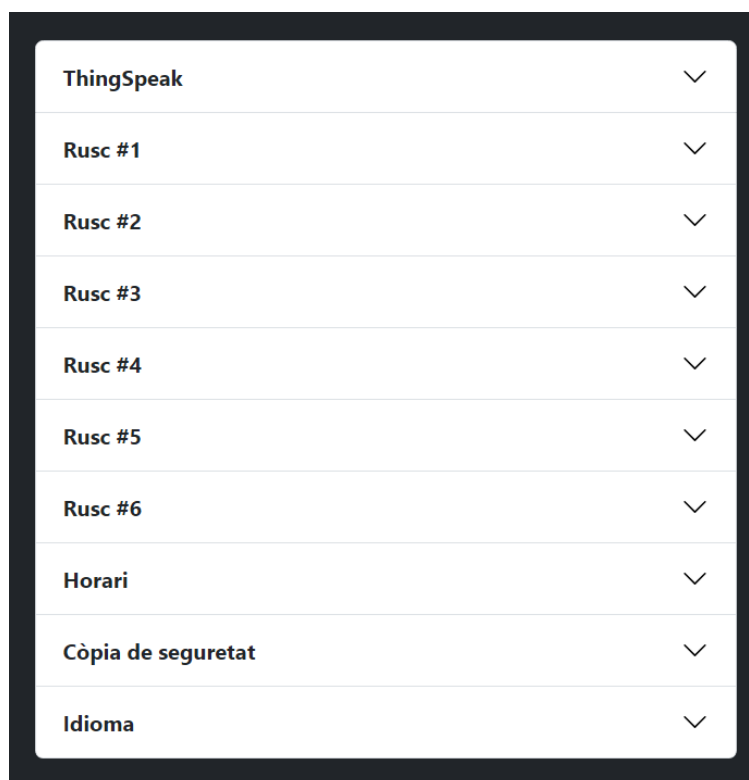 ThingSpeak
Rusc #1
Rusc #2
Rusc #3
Rusc #4
Rusc #5
Rusc #6
Horari
Còpia de seguretat
Idioma